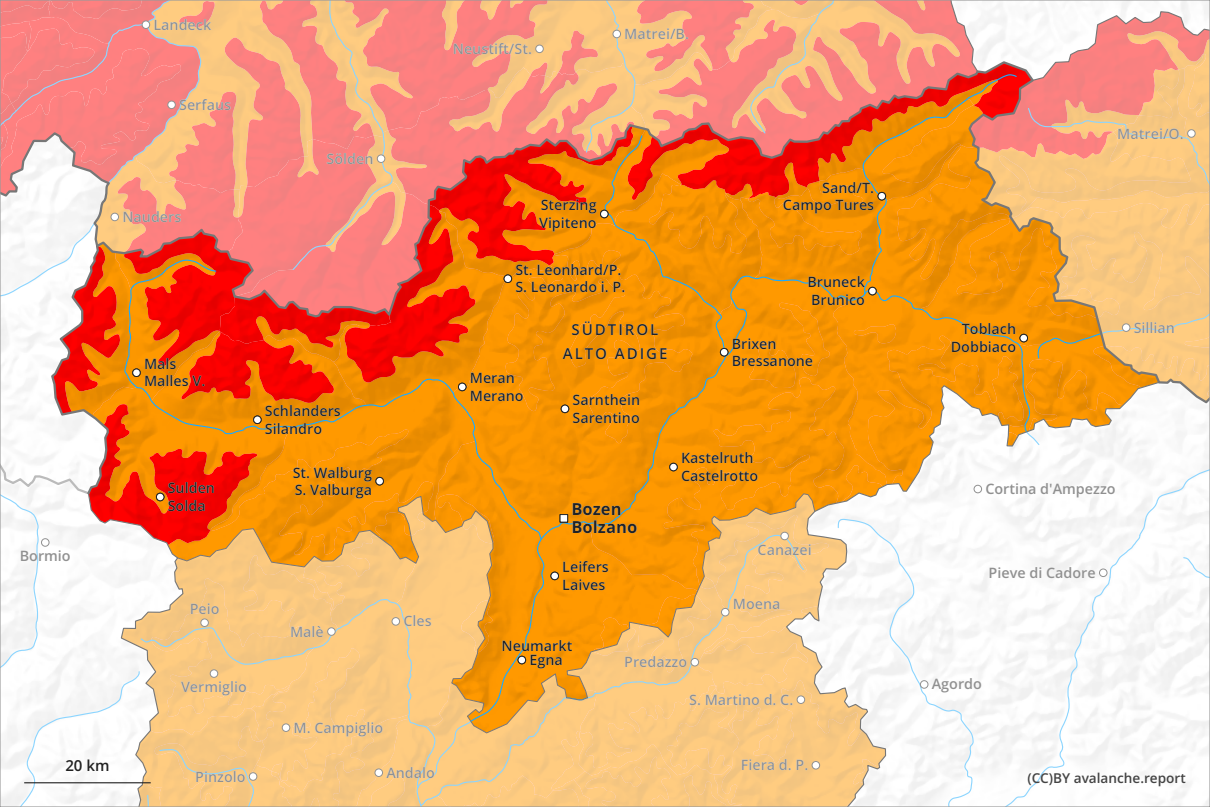 Landeck
Matrei/B
Neustift/St.
Serfaus
Matrei/O.
Sölden
Sand/T.
Campo Tures
Sterzing
Vipiteno
Nauders
St. Leonhard/P.
S. Leonardo i. P.
Bruneck
Brunico
SÜDTIROL
ALTO ADIGE
Toblach
Dobbiaco
Sillian
Brixen
Bressanone
Mals
Malles V.
Meran
Merano
Sarnthein
Sarentino
Schlanders
Silandro
Kastelruth
Castelrotto
St. Walburg
S. Valburga
Sulden
Solda
Cortina d'Ampezzo
Bozen
Bolzano
Bormio
Canazei
Leifers
Laives
Pieve di Cadore
Peio
Moena
Malè
Cles
Neumarkt
Egna
Predazzo
Vermiglio
Agordo
S. Martino d. C.
M. Campiglio
Fiera d. P.
20 km
Pinzolo
Andalo
(CC)BY avalanche.report